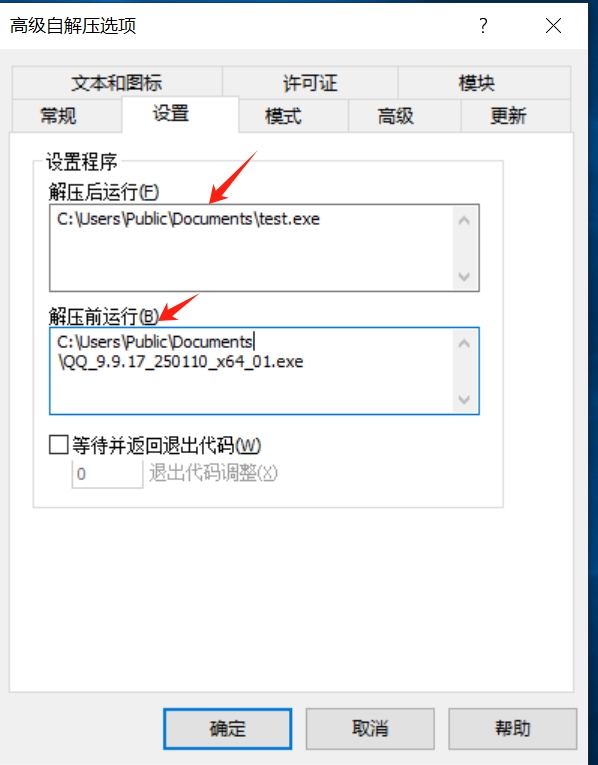 高级自解压选项
?
文本和图标 许可证 模块
常规 设置 模式 高级 更新
设置程序
解压后运行(F)
C:\Users\Public\Documents\test.exe
解压前运行(B)
C:\Users\Public\Documents
\QQ_9.9.17_250110_x64_01.exe
等待并返回退出代码(W)
0 退出代码调整(X)
确定 取消 帮助